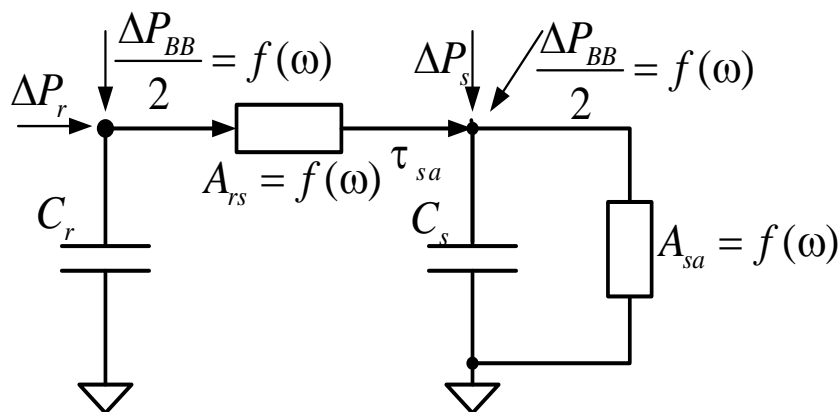 ΔP_r
ΔP_BB/2 = f(ω)
A_rs = f(ω)
C_r
ΔP_s
ΔP_BB/2 = f(ω)
τ_sa
C_s
A_sa = f(ω)